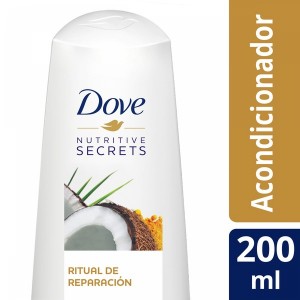 Dove
NUTRITIVE
SECRETS
RITUAL DE
REPARACIÓN
Acondicionador
200
ml